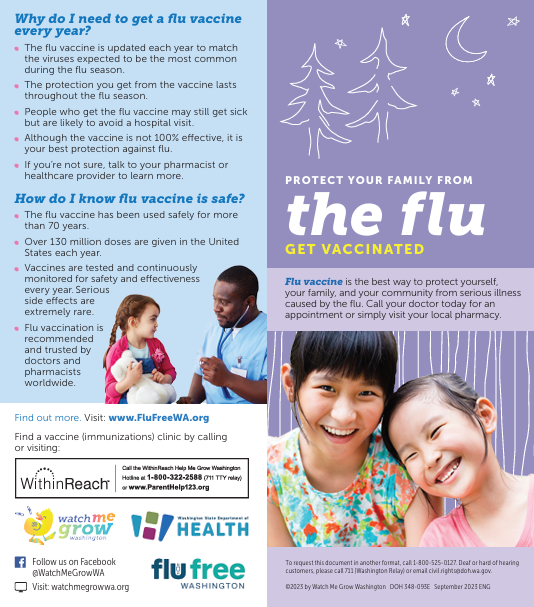 Why do I need to get a flu vaccine
every year?
• The flu vaccine is updated each year to match
the viruses expected to be the most common
during the flu season.
• The protection you get from the vaccine lasts
throughout the flu season.
• People who get the flu vaccine may still get sick
but are likely to avoid a hospital visit.
• Although the vaccine is not 100% effective, it is
your best protection against flu.
• If you're not sure, talk to your pharmacist or
healthcare provider to learn more.
How do I know flu vaccine is safe?
• The flu vaccine has been used safely for more
than 70 years.
• Over 130 million doses are given in the United
States each year.
• Vaccines are tested and continuously
monitored for safety and effectiveness
every year. Serious
side effects are
extremely rare.
• Flu vaccination is
recommended
and trusted by
doctors and
pharmacists
worldwide.
Find out more. Visit: www.FluFreeWA.org
Find a vaccine (immunizations) clinic by calling
or visiting:
WithinReach
Call the WithinReach Help Me Grow Washington
Hotline at 1-800-322-2588 (711 TTY relay)
or www.ParentHelp123.org
watch me
grow
washington
Washington State Department of
HEALTH
Follow us on Facebook
@WatchMeGrowWA
Visit: watchmegrowwa.org
flu free
WASHINGTON
PROTECT YOUR FAMILY FROM
the flu
GET VACCINATED
Flu vaccine is the best way to protect yourself,
your family, and your community from serious illness
caused by the flu. Call your doctor today for an
appointment or simply visit your local pharmacy.
To request this document in another format, call 1-800-525-0127. Deaf or hard of hearing
customers, please call 711 (Washington Relay) or email civil.rights@doh.wa.gov.
©2023 by Watch Me Grow Washington DOH 348-093E September 2023 ENG